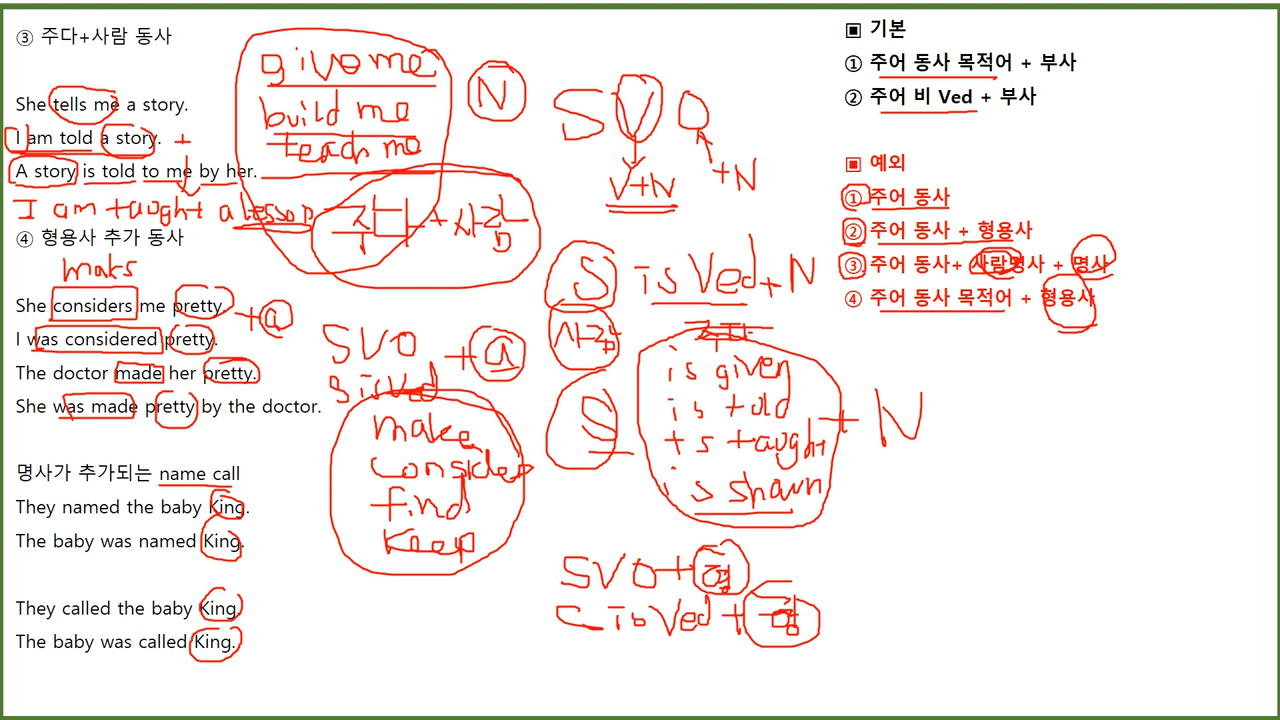 ③ 주다+사람 동사
She tells me a story.
I am told a story.
A story is told to me by her.
I am taught a lesson
④ 형용사 추가 동사
maks
She considers me pretty.
I was considered pretty.
The doctor made her pretty.
She was made pretty by the doctor.
명사가 추가되는 name call
They named the baby King.
The baby was named King.
They called the baby King.
The baby was called King.
give me
build me
teach me
N
주다+사람
SVO
+a
S is Ved
make
consider
find
keep
+a
S V O
V+N
+N
S is Ved+N
사람
S
is given
is told
is taught
is shown
+ N
SVO+형
is Ved + 형
▣ 기본
① 주어 동사 목적어 + 부사
② 주어 비 Ved + 부사
▣ 예외
① 주어 동사
② 주어 동사 + 형용사
③ 주어 동사+ 사람명사 + 명사
④ 주어 동사 목적어 + 형용사